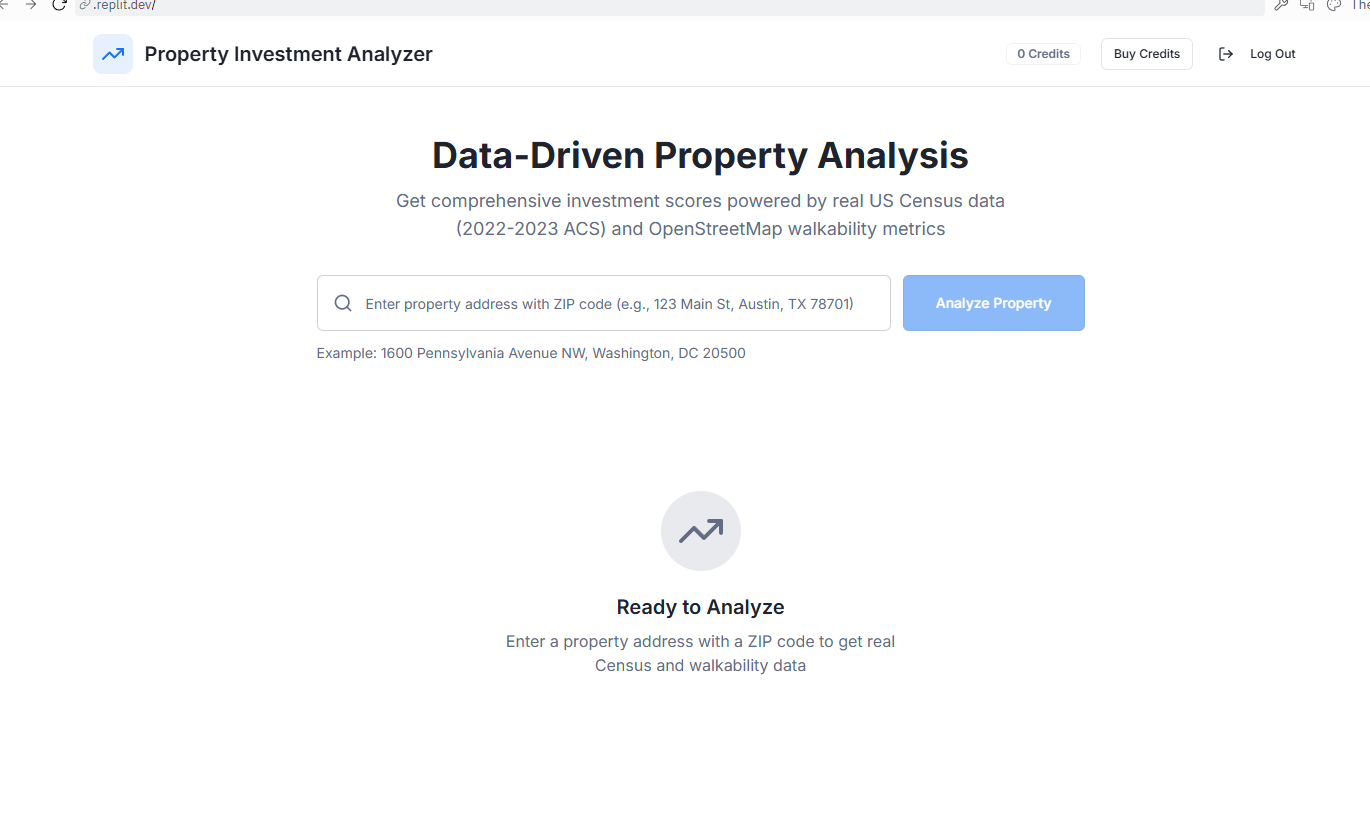 .replit.dev/
Property Investment Analyzer
0 Credits
Buy Credits
Log Out
Data-Driven Property Analysis
Get comprehensive investment scores powered by real US Census data
(2022-2023 ACS) and OpenStreetMap walkability metrics
Enter property address with ZIP code (e.g., 123 Main St, Austin, TX 78701)
Analyze Property
Example: 1600 Pennsylvania Avenue NW, Washington, DC 20500
Ready to Analyze
Enter a property address with a ZIP code to get real
Census and walkability data